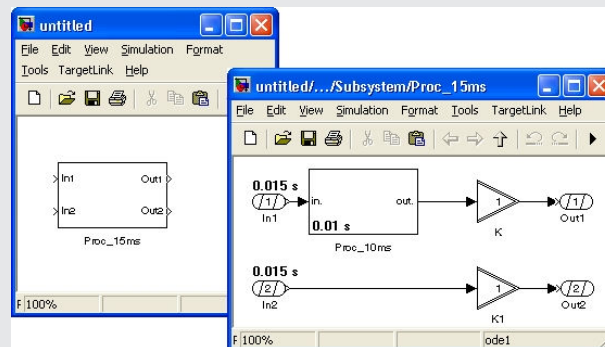 untitled
File Edit View Simulation Format
Tools TargetLink Help
In1 Out1
In2 Out2
Proc_15ms
100%
untitled/.../Subsystem/Proc_15ms
File Edit View Simulation Format Tools TargetLink Help
0.015 s
1 in. out. 1 1
In1 0.01 s K Out1
Proc_10ms
0.015 s
2 1 2
In2 K1 Out2
100% ode1